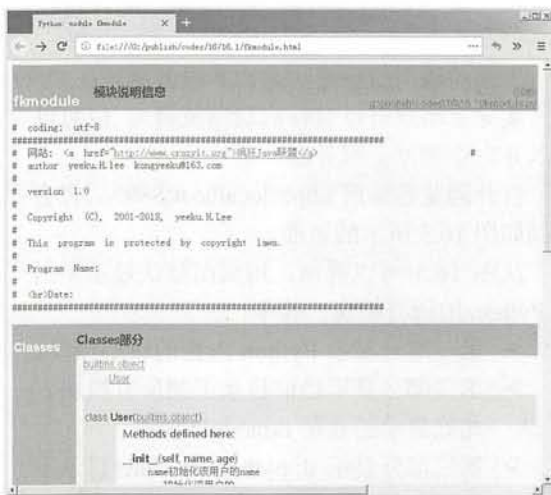 Python: module fkmodule
file:///G:/publish/codes/10/10.1/fkmodule.html
fkmodule
模块说明信息
# coding: utf-8
#########################################################################
# 网站: <a href="http://www.crazyit.org">疯狂Java联盟</a> #
# author yeeku.H.lee kongyeeku@163.com
#
# version 1.0
#
# Copyright (C), 2001-2018, yeeku.H.Lee
#
# This program is protected by copyright laws.
#
# Program Name:
#
# <br>Date:
#########################################################################
Classes
Classes部分
builtins.object
User
class User(builtins.object)
Methods defined here:
__init__(self, name, age)
name初始化该用户的name